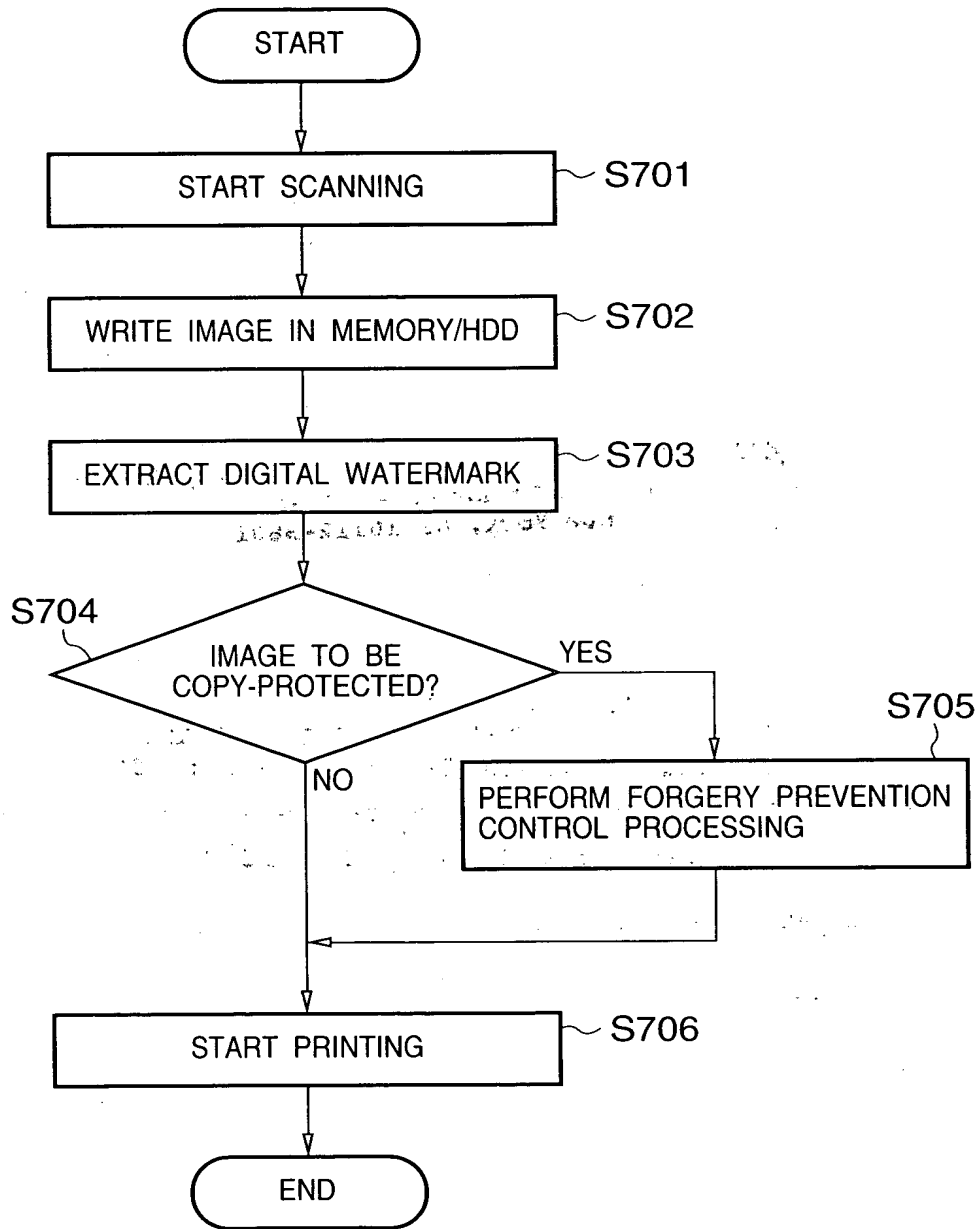 START
START SCANNING
S701
WRITE IMAGE IN MEMORY/HDD
S702
EXTRACT DIGITAL WATERMARK
S703
S704
IMAGE TO BE
COPY-PROTECTED?
YES
NO
S705
PERFORM FORGERY PREVENTION
CONTROL PROCESSING
START PRINTING
S706
END